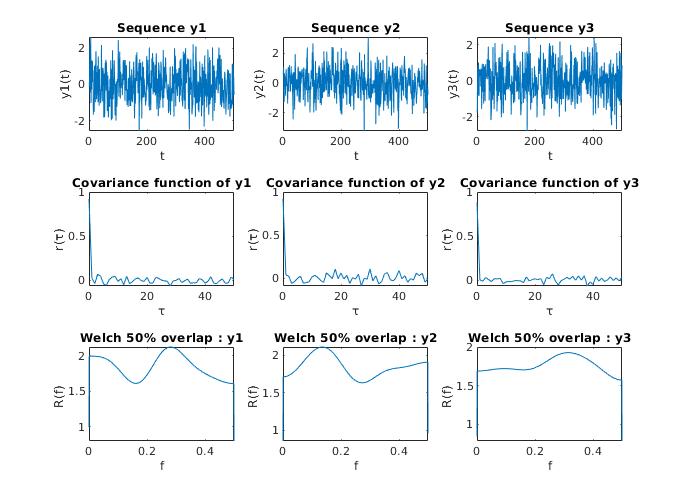 Sequence y1
Sequence y2
Sequence y3
y1(t)
2
0
-2
0
200
400
t
y2(t)
2
0
-2
0
200
400
t
y3(t)
2
0
-2
0
200
400
t
Covariance function of y1
Covariance function of y2
Covariance function of y3
r(τ)
1
0.5
0
0
20
40
τ
r(τ)
1
0.5
0
0
20
40
τ
r(τ)
1
0.5
0
0
20
40
τ
Welch 50% overlap : y1
Welch 50% overlap : y2
Welch 50% overlap : y3
R(f)
2
1.5
1
0
0.2
0.4
f
R(f)
2
1.5
1
0
0.2
0.4
f
R(f)
2
1.5
1
0
0.2
0.4
f